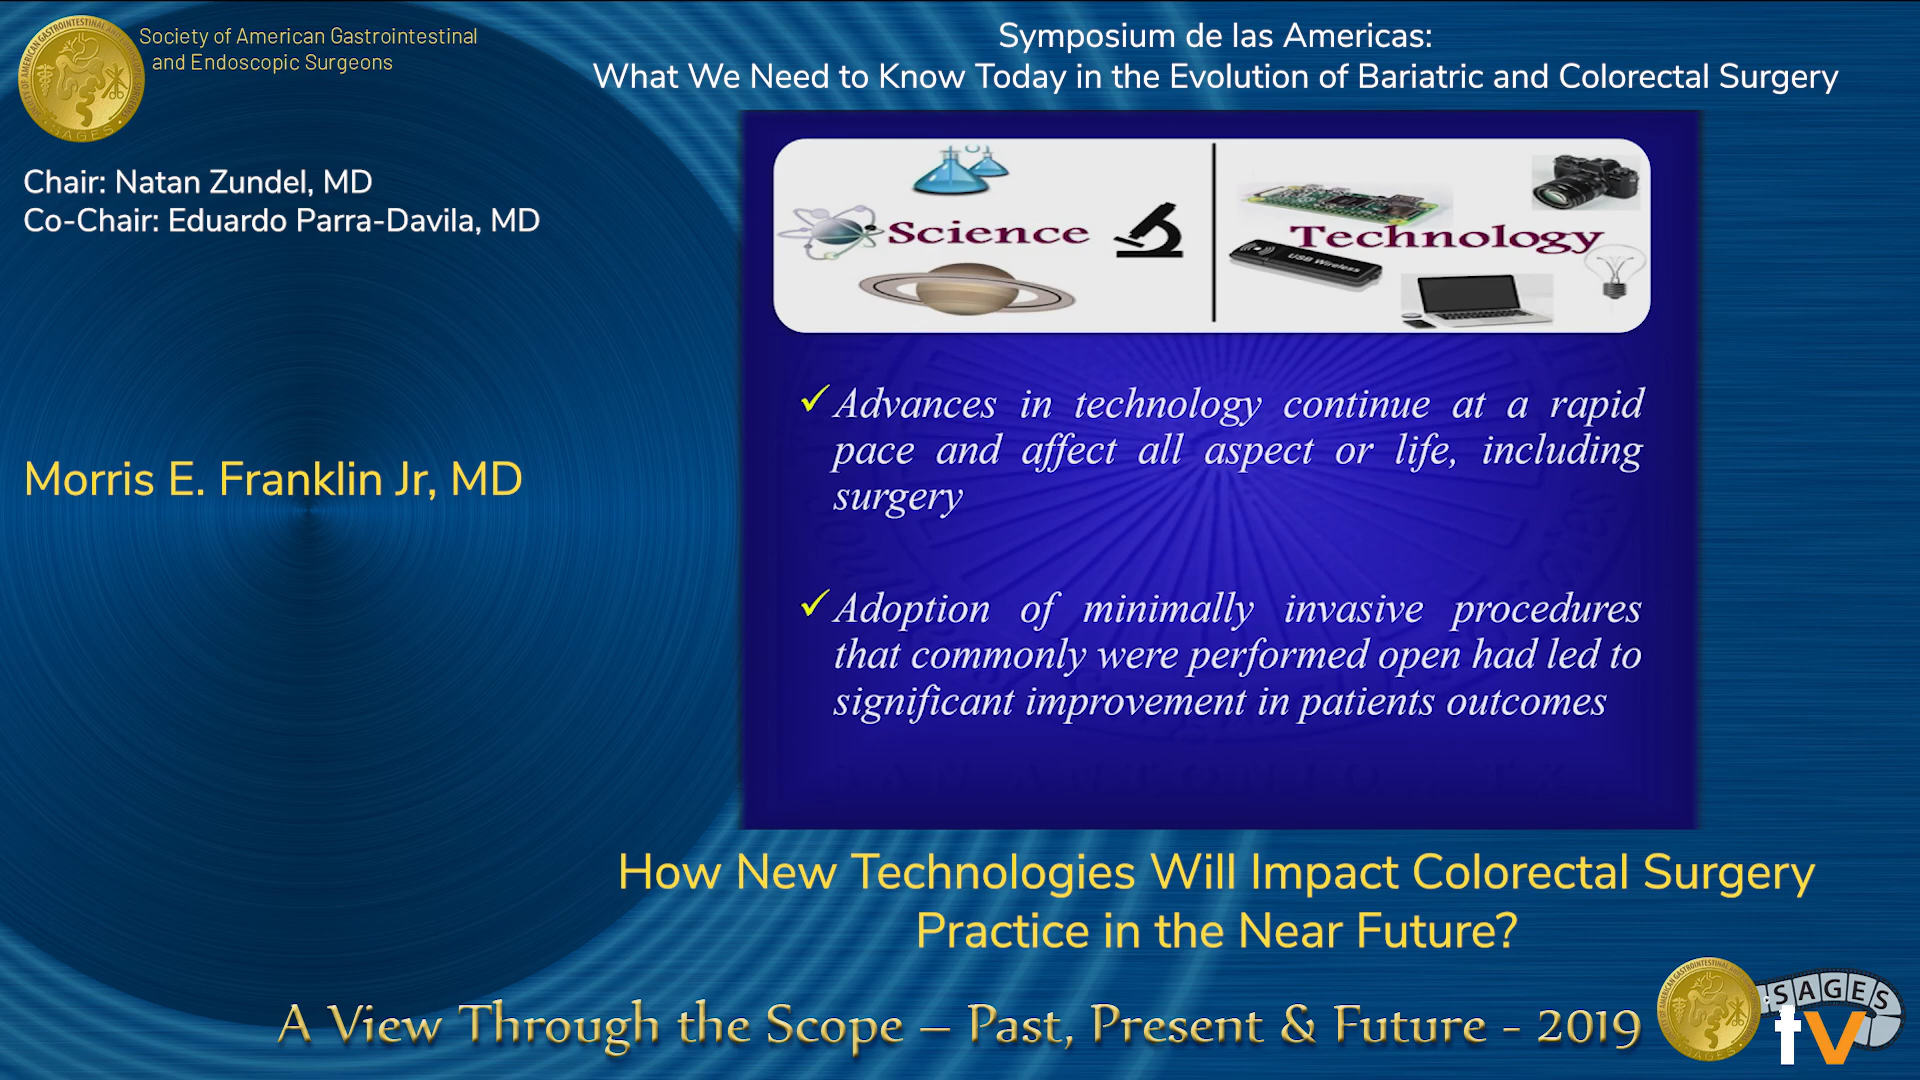 Society of American Gastrointestinal
and Endoscopic Surgeons
Symposium de las Americas:
What We Need to Know Today in the Evolution of Bariatric and Colorectal Surgery
Chair: Natan Zundel, MD
Co-Chair: Eduardo Parra-Davila, MD
Morris E. Franklin Jr, MD
Science
Technology
USB Wireless
Advances in technology continue at a rapid
pace and affect all aspect or life, including
surgery
Adoption of minimally invasive procedures
that commonly were performed open had led to
significant improvement in patients outcomes
How New Technologies Will Impact Colorectal Surgery
Practice in the Near Future?
A View Through the Scope – Past, Present & Future - 2019
SAGES
tv